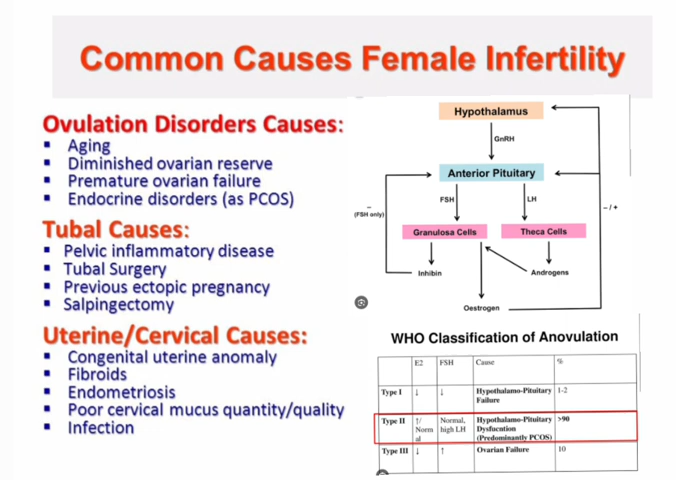 Common Causes Female Infertility
Ovulation Disorders Causes:
▪ Aging
▪ Diminished ovarian reserve
▪ Premature ovarian failure
▪ Endocrine disorders (as PCOS)
Tubal Causes:
▪ Pelvic inflammatory disease
▪ Tubal Surgery
▪ Previous ectopic pregnancy
▪ Salpingectomy
Uterine/Cervical Causes:
▪ Congenital uterine anomaly
▪ Fibroids
▪ Endometriosis
▪ Poor cervical mucus quantity/quality
▪ Infection
Hypothalamus
GnRH
Anterior Pituitary
–
(FSH only)
FSH
LH
– / +
Granulosa Cells
Theca Cells
Inhibin
Androgens
Oestrogen
WHO Classification of Anovulation
E2 FSH Cause %
Type I ↓ ↓ Hypothalamo-Pituitary 1-2
Failure
Type II ↑/ Normal, Hypothalamo-Pituitary >90
Norm high LH Dysfucntion
al (Predominantly PCOS)
Type III ↓ ↑ Ovarian Failure 10